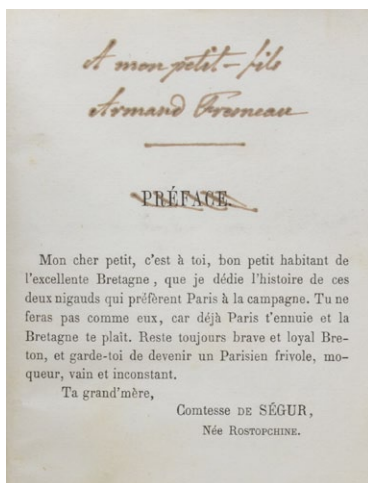 A mon petit-fils
Armand Fresneau
PRÉFACE.
Mon cher petit, c'est à toi, bon petit habitant de
l'excellente Bretagne, que je dédie l'histoire de ces
deux nigauds qui préfèrent Paris à la campagne. Tu ne
feras pas comme eux, car déjà Paris t'ennuie et la
Bretagne te plaît. Reste toujours brave et loyal Bre-
ton, et garde-toi de devenir un Parisien frivole, mo-
queur, vain et inconstant.
Ta grand'mère,
Comtesse DE SÉGUR,
Née ROSTOPCHINE.